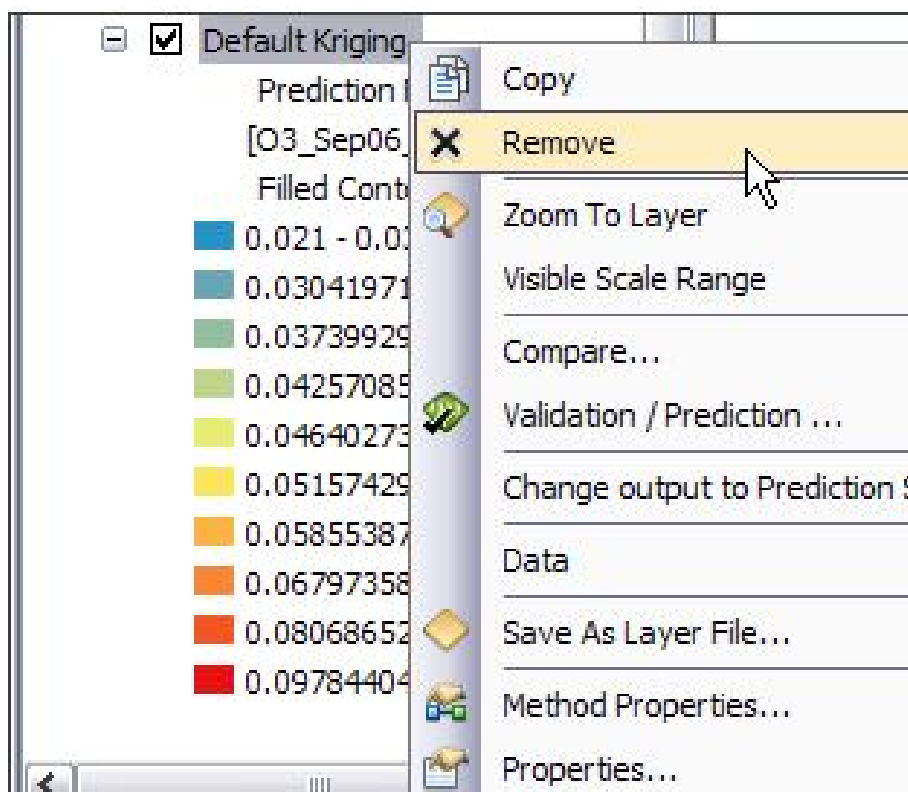 Default Kriging
Prediction
[O3_Sep06_
Filled Cont
0.021 - 0.0
0.03041971
0.03739929
0.04257085
0.04640273
0.05157429
0.05855387
0.06797358
0.08068652
0.09784404
Copy
Remove
Zoom To Layer
Visible Scale Range
Compare...
Validation / Prediction ...
Change output to Prediction
Data
Save As Layer File...
Method Properties...
Properties...